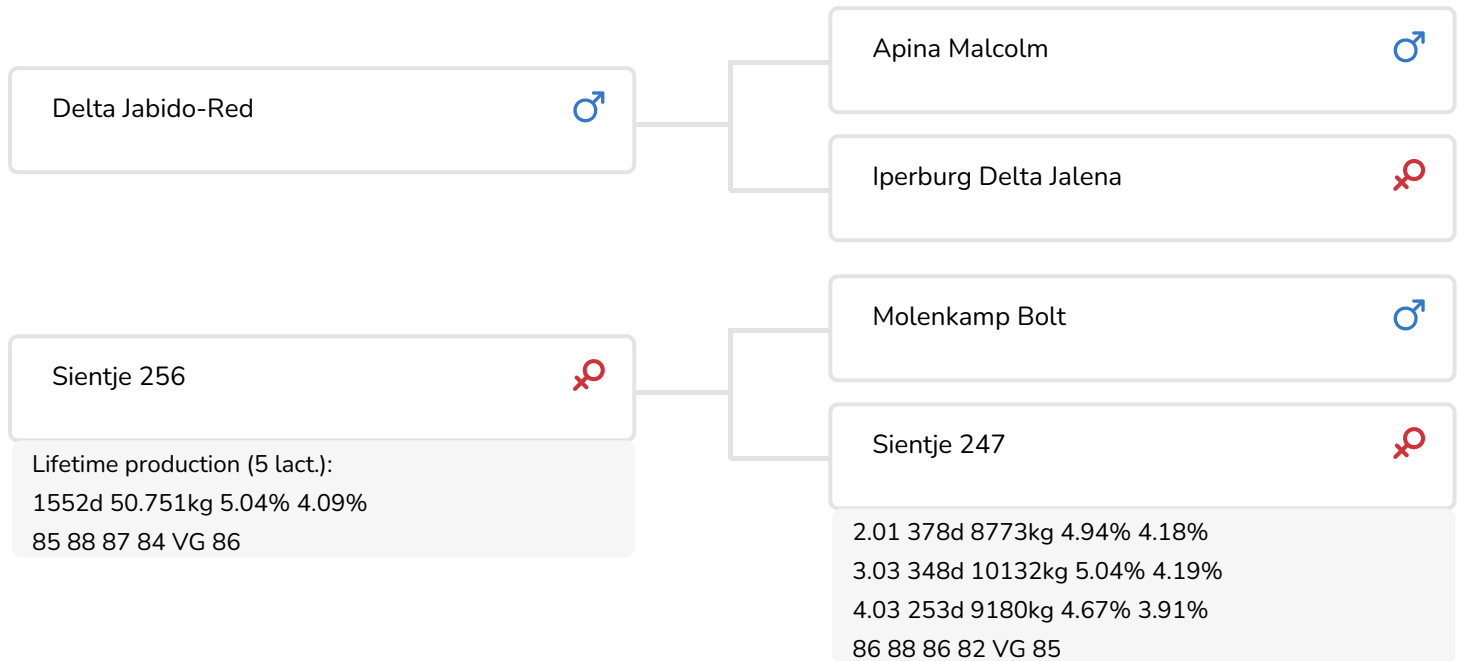 Delta Jabido-Red
Sientje 256
Lifetime production (5 lact.):
1552d 50.751kg 5.04% 4.09%
85 88 87 84 VG 86
Apina Malcolm
Iperburg Delta Jalena
Molenkamp Bolt
Sientje 247
2.01 378d 8773kg 4.94% 4.18%
3.03 348d 10132kg 5.04% 4.19%
4.03 253d 9180kg 4.67% 3.91%
86 88 86 82 VG 85